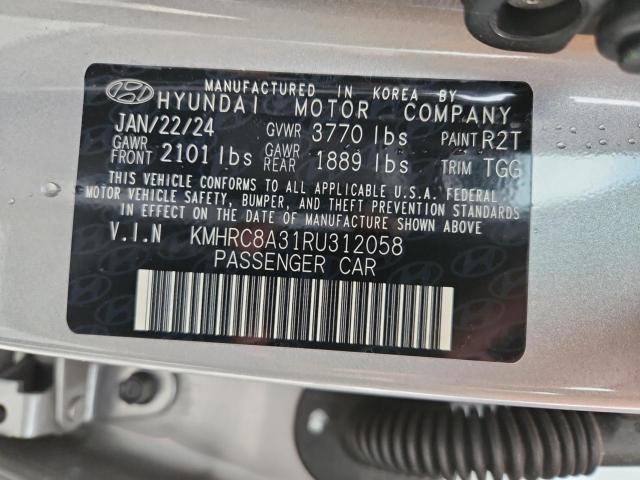 MANUFACTURED IN KOREA BY
HYUNDAI MOTOR COMPANY
JAN/22/24 GVWR 3770 lbs PAINT R2T
GAWR FRONT 2101 lbs GAWR REAR 1889 lbs TRIM TGG
THIS VEHICLE CONFORMS TO ALL APPLICABLE U.S.A. FEDERAL
MOTOR VEHICLE SAFETY, BUMPER, AND THEFT PREVENTION STANDARDS
IN EFFECT ON THE DATE OF MANUFACTURE SHOWN ABOVE.
V.I.N KMHRC8A31RU312058
PASSENGER CAR